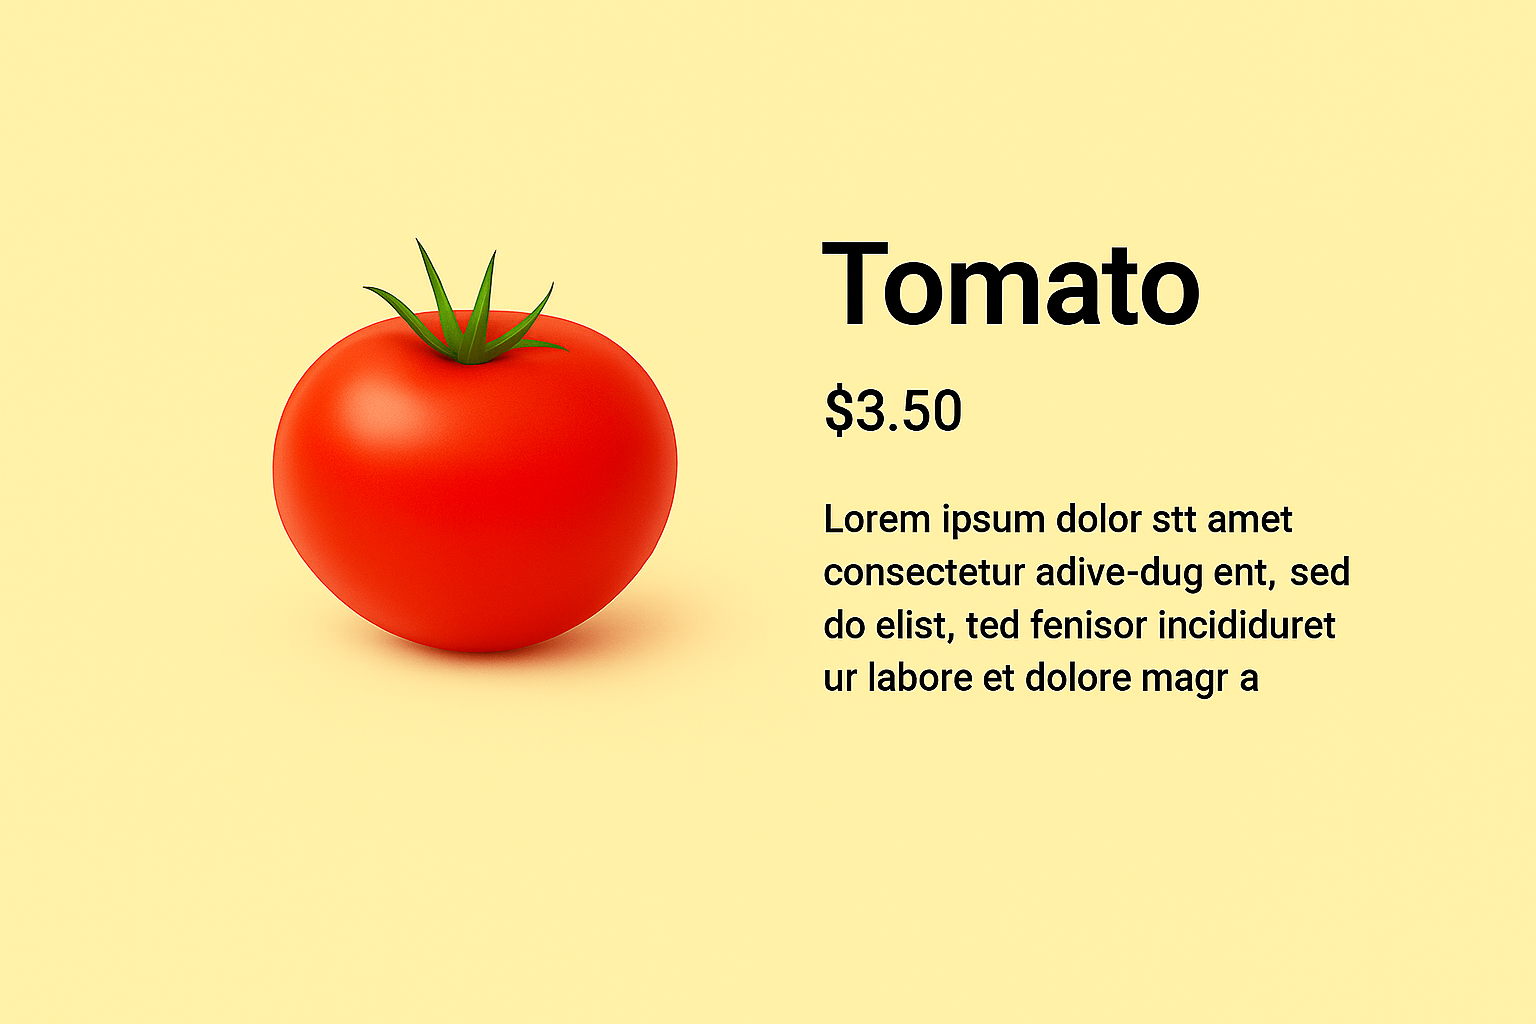 Tomato
$3.50
Lorem ipsum dolor stt amet
consectetur adive-dug ent, sed
do elist, ted fenisor incididuret
ur labore et dolore magr a